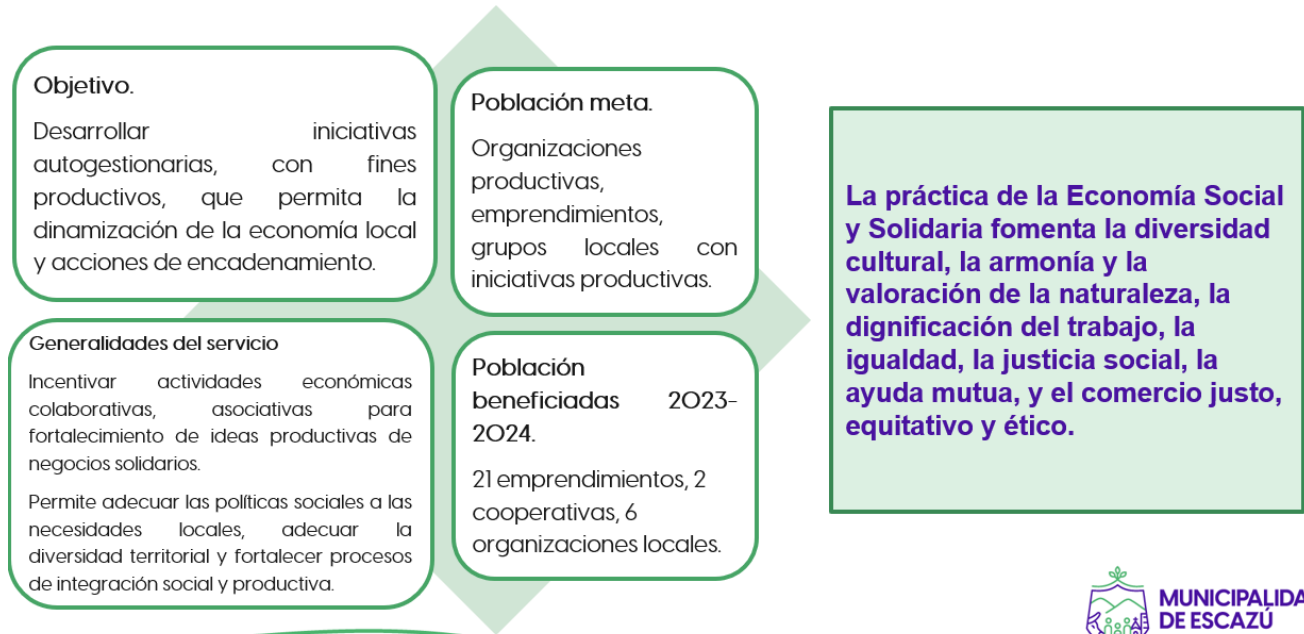 Objetivo.
Desarrollar iniciativas
autogestionarias, con fines
productivos, que permita la
dinamización de la economía local
y acciones de encadenamiento.
Población meta.
Organizaciones
productivas,
emprendimientos,
grupos locales con
iniciativas productivas.
Generalidades del servicio
Incentivar actividades económicas
colaborativas, asociativas para
fortalecimiento de ideas productivas de
negocios solidarios.
Permite adecuar las políticas sociales a las
necesidades locales, adecuar la
diversidad territorial y fortalecer procesos
de integración social y productiva.
Población
beneficiadas 2023-
2024.
21 emprendimientos, 2
cooperativas, 6
organizaciones locales.
La práctica de la Economía Social
y Solidaria fomenta la diversidad
cultural, la armonía y la
valoración de la naturaleza, la
dignificación del trabajo, la
igualdad, la justicia social, la
ayuda mutua, y el comercio justo,
equitativo y ético.
MUNICIPALIDA
DE ESCAZÚ